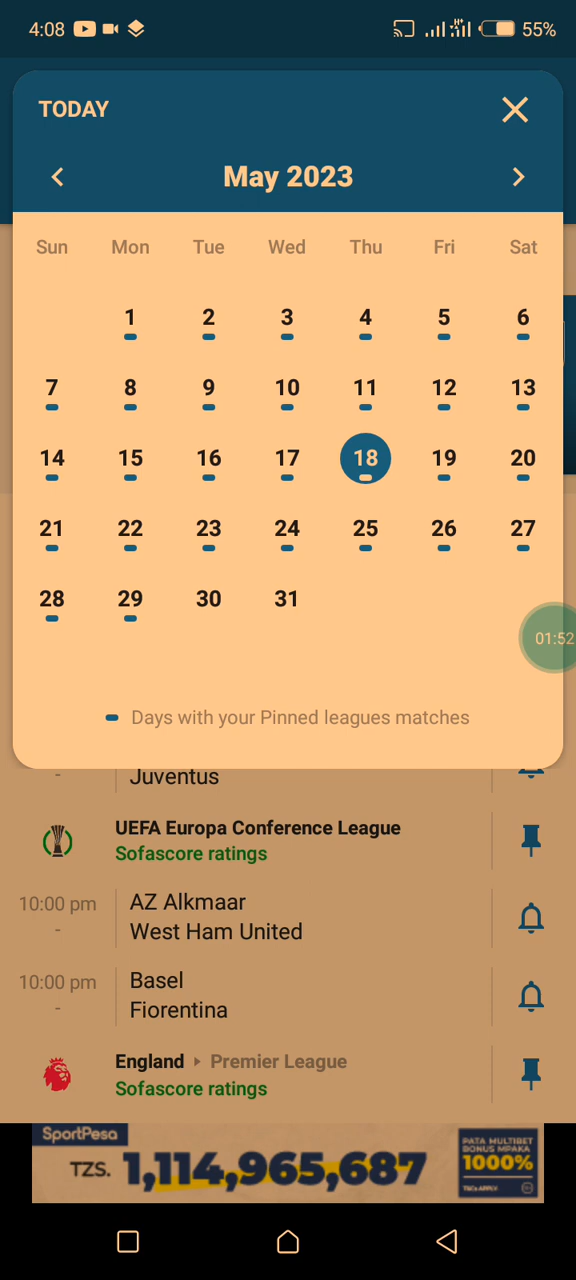 4:08 55%
TODAY
May 2023
Sun Mon Tue Wed Thu Fri Sat
1 2 3 4 5 6
7 8 9 10 11 12 13
14 15 16 17 18 19 20
21 22 23 24 25 26 27
28 29 30 31
01:52
Days with your Pinned leagues matches
- Juventus
UEFA Europa Conference League
Sofascore ratings
10:00 pm AZ Alkmaar
- West Ham United
10:00 pm Basel
- Fiorentina
England Premier League
Sofascore ratings
SportPesa
TZS. 1,114,965,687
PATA MULTIBET
BONUS MPAKA
1000%